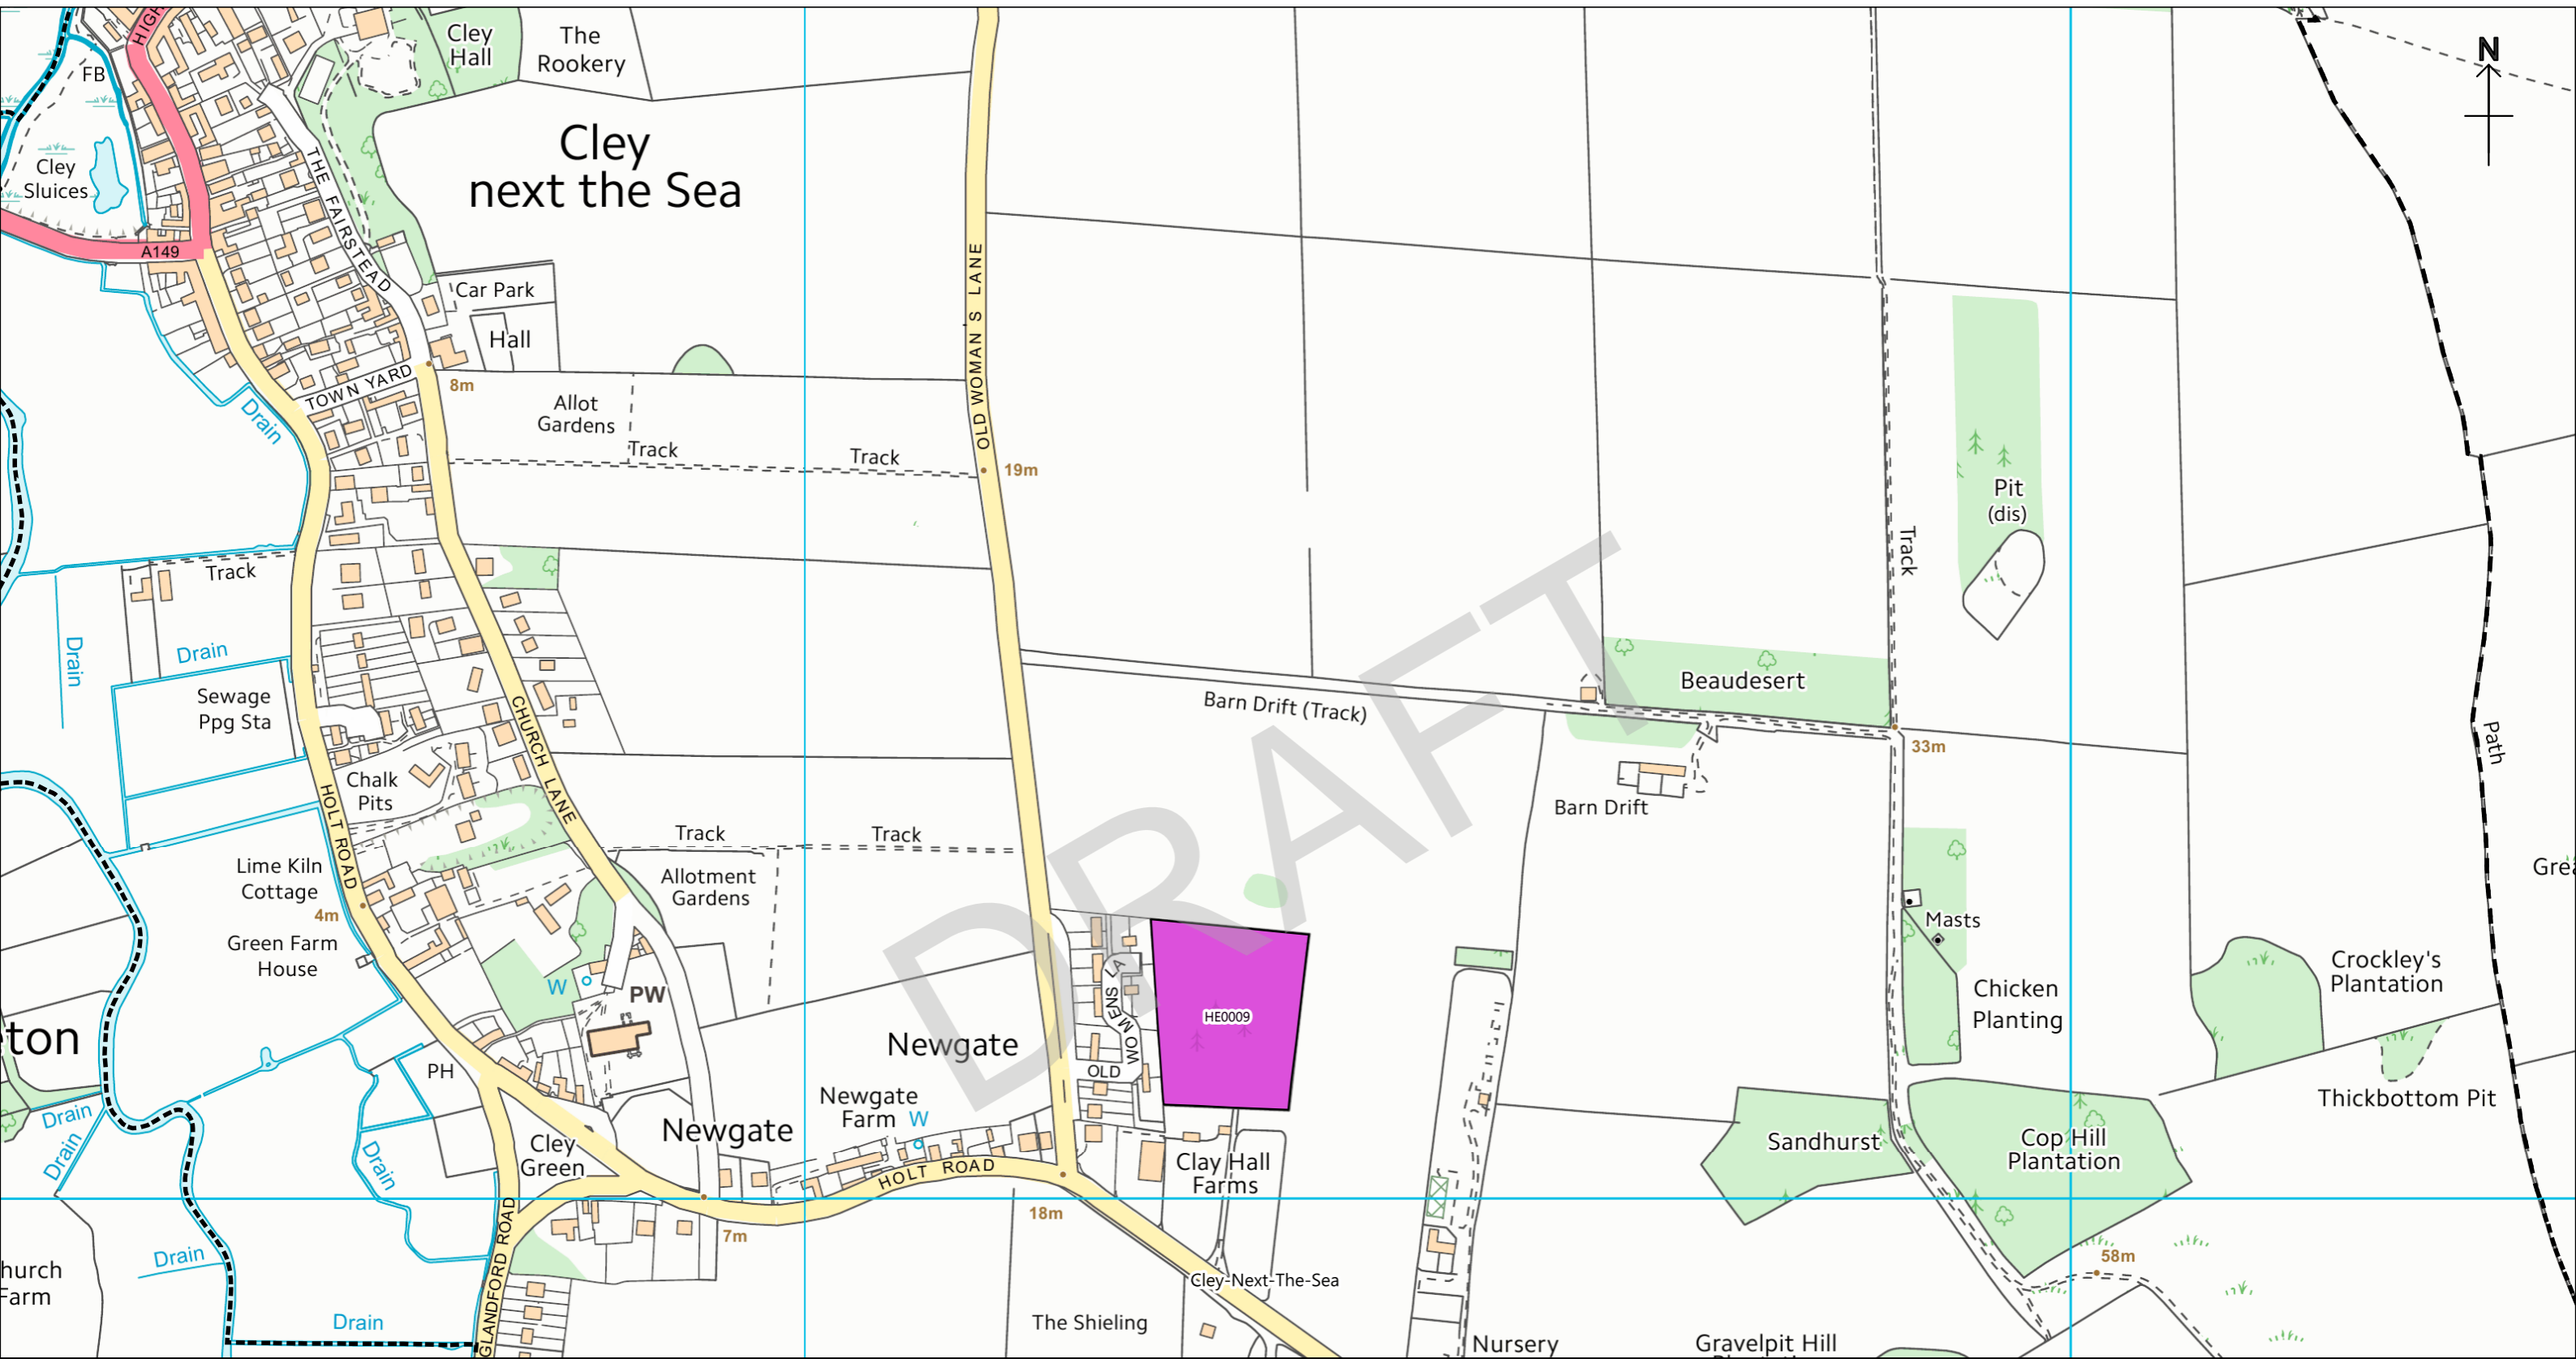 HIGH
FB
Cley
Hall
The
Rookery
N
Cley
next the Sea
Cley
Sluices
THE FAIRSTEAD
A149
OLD WOMAN S LANE
Car Park
Hall
TOWN YARD
8m
Allot
Gardens
Drain
Track
Track
19m
Pit
(dis)
Track
Track
Drain
Drain
Sewage
Ppg Sta
CHURCH LANE
Beaudesert
Barn Drift (Track)
33m
Path
Chalk
Pits
HOLT ROAD
Barn Drift
Track
Track
Lime Kiln
Cottage
Allotment
Gardens
4m
Green Farm
House
Masts
W
PW
Chicken
Planting
Crockley's
Plantation
HE0009
DRAFT
OLD WOMENS LA
ton
Newgate
PH
Newgate
Farm
W
Thickbottom Pit
Drain
Drain
Drain
Cley
Green
Newgate
Sandhurst
Cop Hill
Plantation
HOLT ROAD
Clay Hall
Farms
18m
7m
GLANDFORD ROAD
Drain
58m
hurch
Farm
Cley-Next-The-Sea
Drain
The Shieling
Nursery
Gravelpit Hill